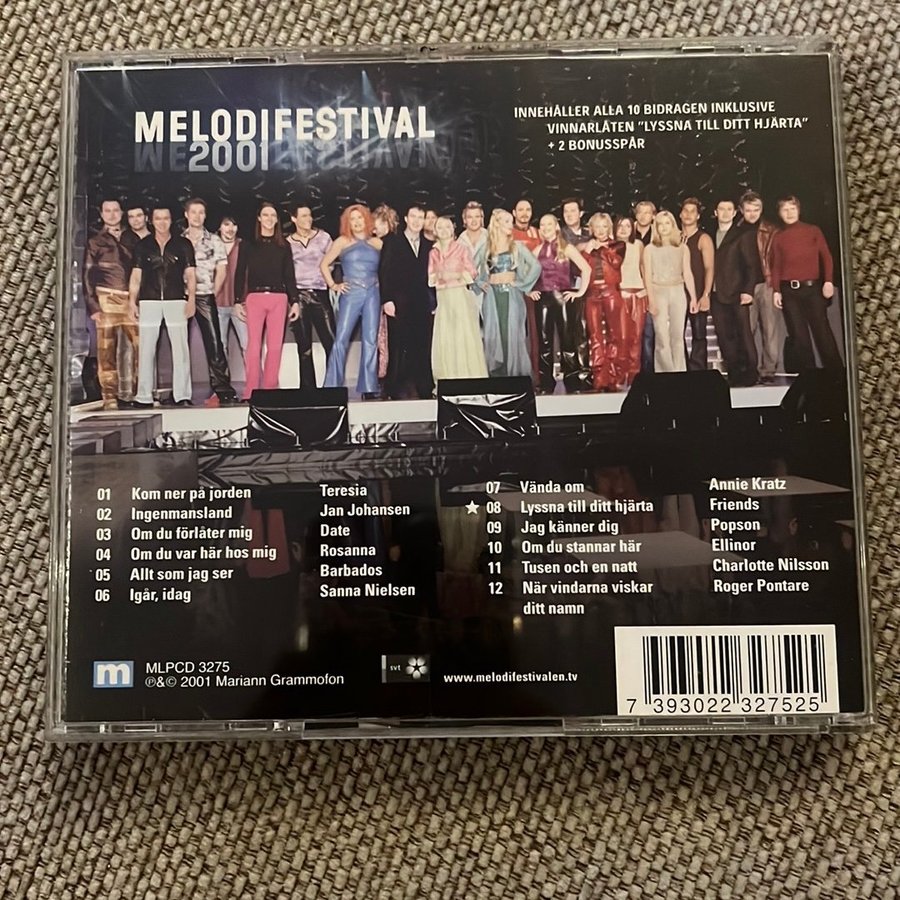 MELODIFESTIVAL
2001
INNEHÅLLER ALLA 10 BIDRAGEN INKLUSIVE
VINNARLÅTEN "LYSSNA TILL DITT HJÄRTA"
+ 2 BONUSSPÅR
01 Kom ner på jorden Teresia
02 Ingenmansland Jan Johansen
03 Om du förlåter mig Date
04 Om du var här hos mig Rosanna
05 Allt som jag ser Barbados
06 Igår, idag Sanna Nielsen
07 Vända om Annie Kratz
★ 08 Lyssna till ditt hjärta Friends
09 Jag känner dig Popson
10 Om du stannar här Ellinor
11 Tusen och en natt Charlotte Nilsson
12 När vindarna viskar Roger Pontare
ditt namn
m
MLPCD 3275
℗&© 2001 Mariann Grammofon
svt
www.melodifestivalen.tv
7 393022 327525